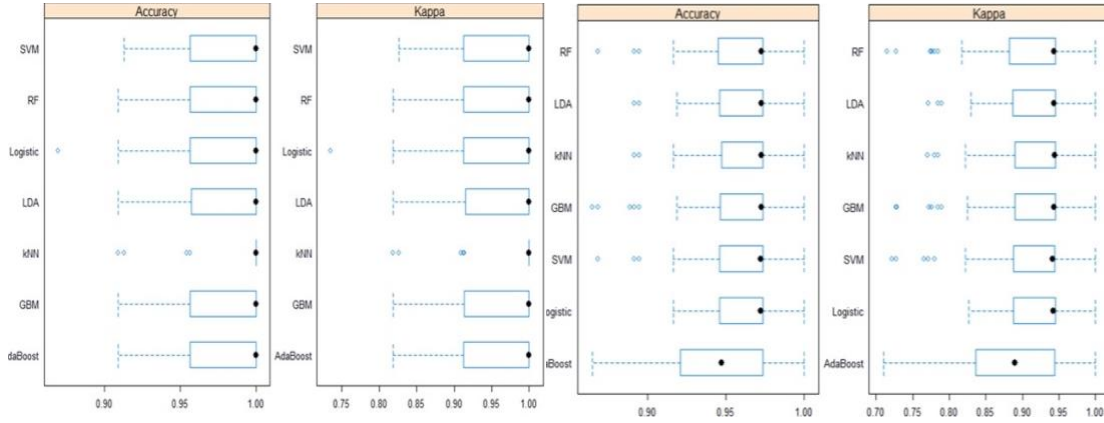 Accuracy
SVM
RF
Logistic
LDA
kNN
GBM
daBoost
0.90 0.95 1.00
Kappa
SVM
RF
Logistic
LDA
kNN
GBM
AdaBoost
0.75 0.80 0.85 0.90 0.95 1.00
Accuracy
RF
LDA
kNN
GBM
SVM
ogistic
aBoost
0.90 0.95 1.00
Kappa
RF
LDA
kNN
GBM
SVM
Logistic
AdaBoost
0.70 0.75 0.80 0.85 0.90 0.95 1.00